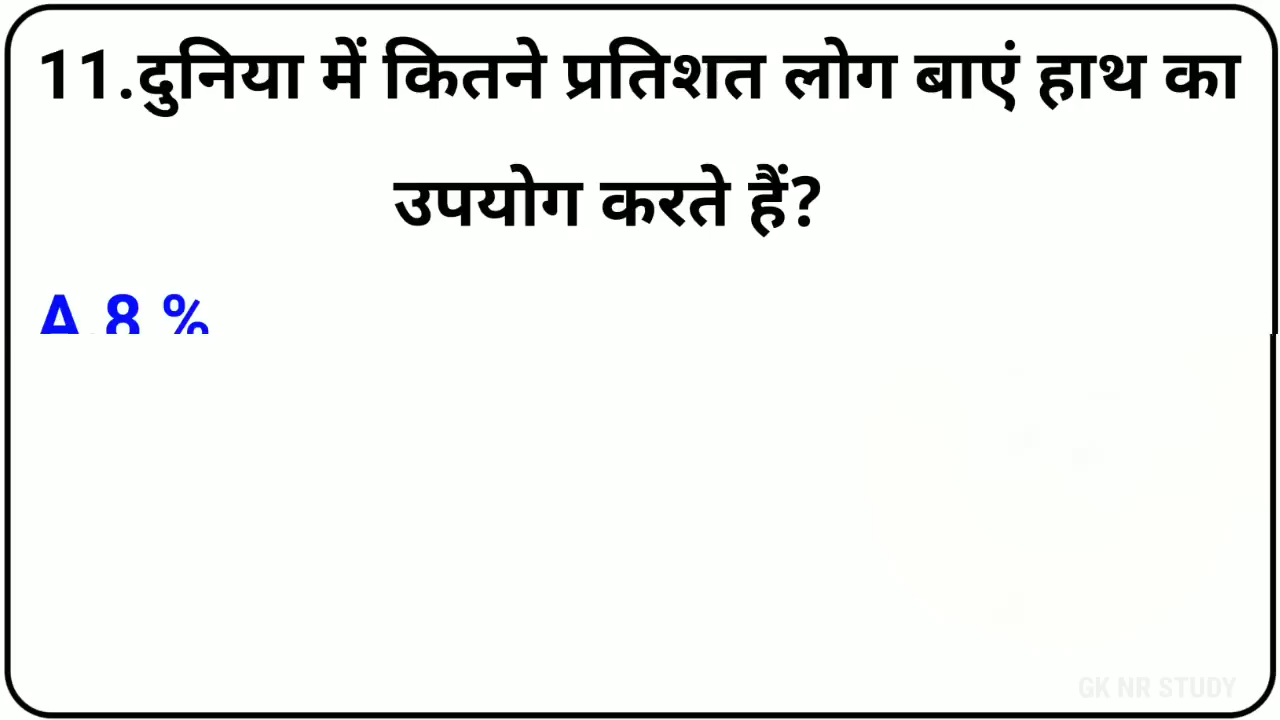 11.दुनिया में कितने प्रतिशत लोग बाएं हाथ का
उपयोग करते हैं?
A.8 %
GK NR STUDY